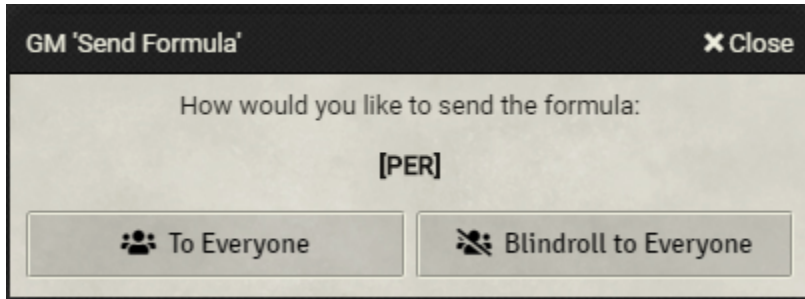 GM 'Send Formula' Close
How would you like to send the formula:
[PER]
To Everyone Blindroll to Everyone